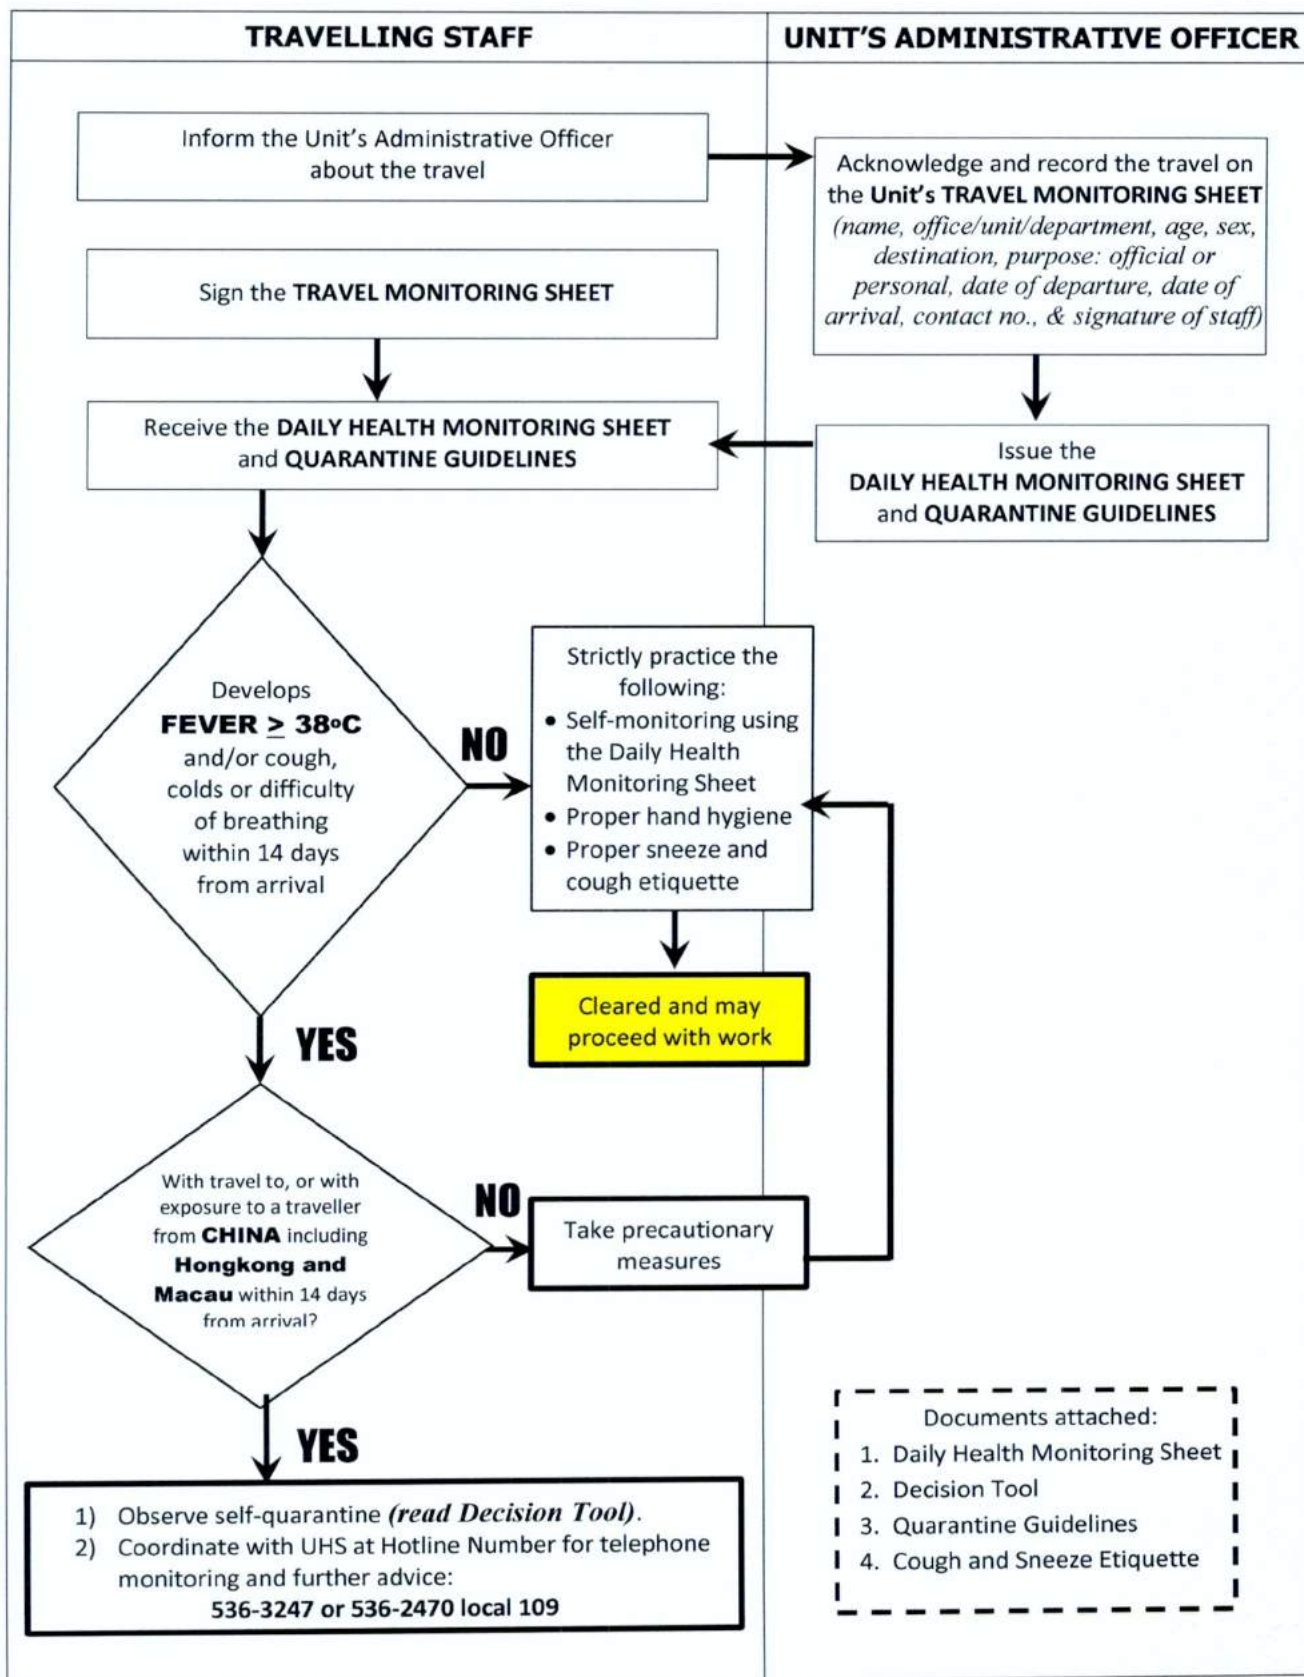 TRAVELLING STAFF
UNIT'S ADMINISTRATIVE OFFICER
Inform the Unit's Administrative Officer
about the travel
Acknowledge and record the travel on
the Unit's TRAVEL MONITORING SHEET
(name, office/unit/department, age, sex,
destination, purpose: official or
personal, date of departure, date of
arrival, contact no., & signature of staff)
Sign the TRAVEL MONITORING SHEET
Receive the DAILY HEALTH MONITORING SHEET
and QUARANTINE GUIDELINES
Issue the
DAILY HEALTH MONITORING SHEET
and QUARANTINE GUIDELINES
Develops
FEVER ≥ 38ºC
and/or cough,
colds or difficulty
of breathing
within 14 days
from arrival
NO
Strictly practice the
following:
• Self-monitoring using
the Daily Health
Monitoring Sheet
• Proper hand hygiene
• Proper sneeze and
cough etiquette
Cleared and may
proceed with work
YES
With travel to, or with
exposure to a traveller
from CHINA including
Hongkong and
Macau within 14 days
from arrival?
NO
Take precautionary
measures
YES
1) Observe self-quarantine (read Decision Tool).
2) Coordinate with UHS at Hotline Number for telephone
monitoring and further advice:
536-3247 or 536-2470 local 109
Documents attached:
1. Daily Health Monitoring Sheet
2. Decision Tool
3. Quarantine Guidelines
4. Cough and Sneeze Etiquette